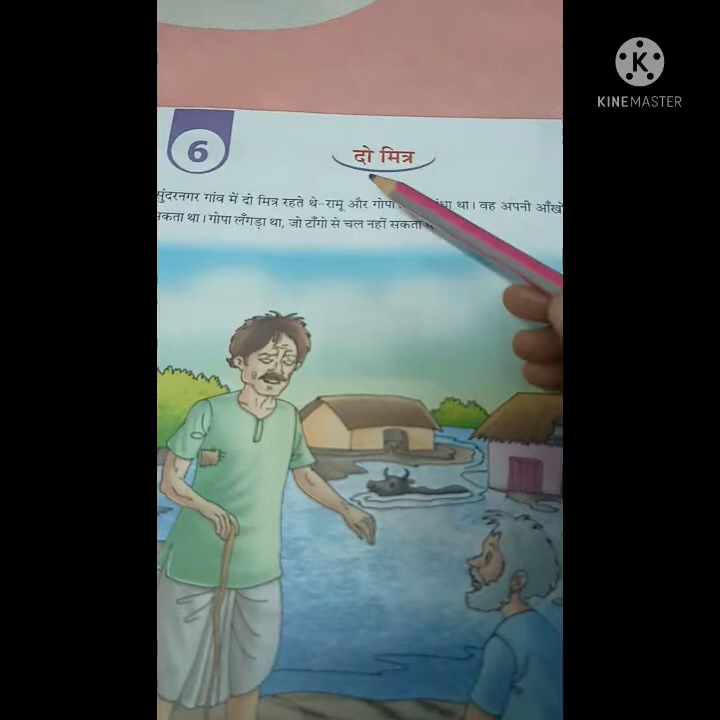 K
KINEMASTER
6
दो मित्र
सुंदरनगर गांव में दो मित्र रहते थे-रामू और गोपा था। वह अपनी आँखों
सकता था। गोपा लँगड़ा था, जो टाँगो से चल नहीं सकता